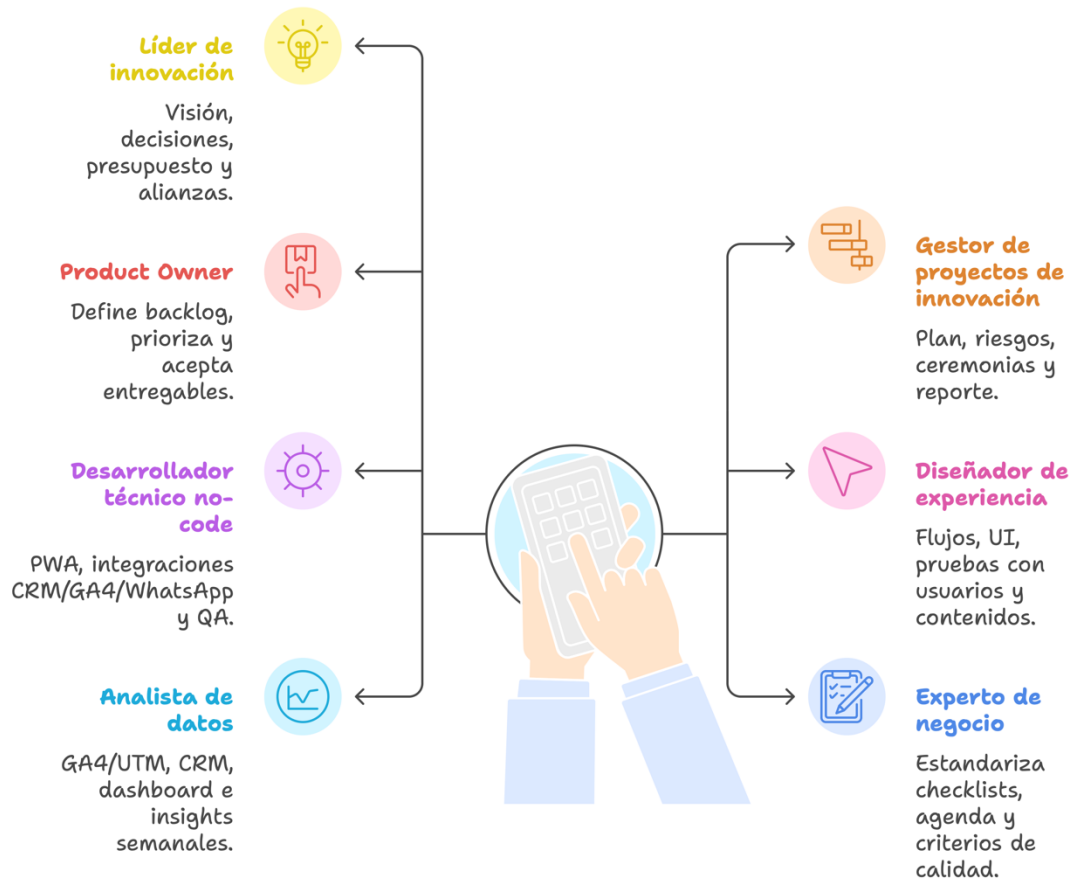 Líder de
innovación
Visión,
decisiones,
presupuesto y
alianzas.
Product Owner
Define backlog,
prioriza y
acepta
entregables.
Desarrollador
técnico no-
code
PWA, integraciones
CRM/GA4/WhatsApp
y QA.
Analista de
datos
GA4/UTM, CRM,
dashboard e
insights
semanales.
Gestor de
proyectos de
innovación
Plan, riesgos,
ceremonias y
reporte.
Diseñador de
experiencia
Flujos, UI,
pruebas con
usuarios y
contenidos.
Experto de
negocio
Estandariza
checklists,
agenda y
criterios de
calidad.